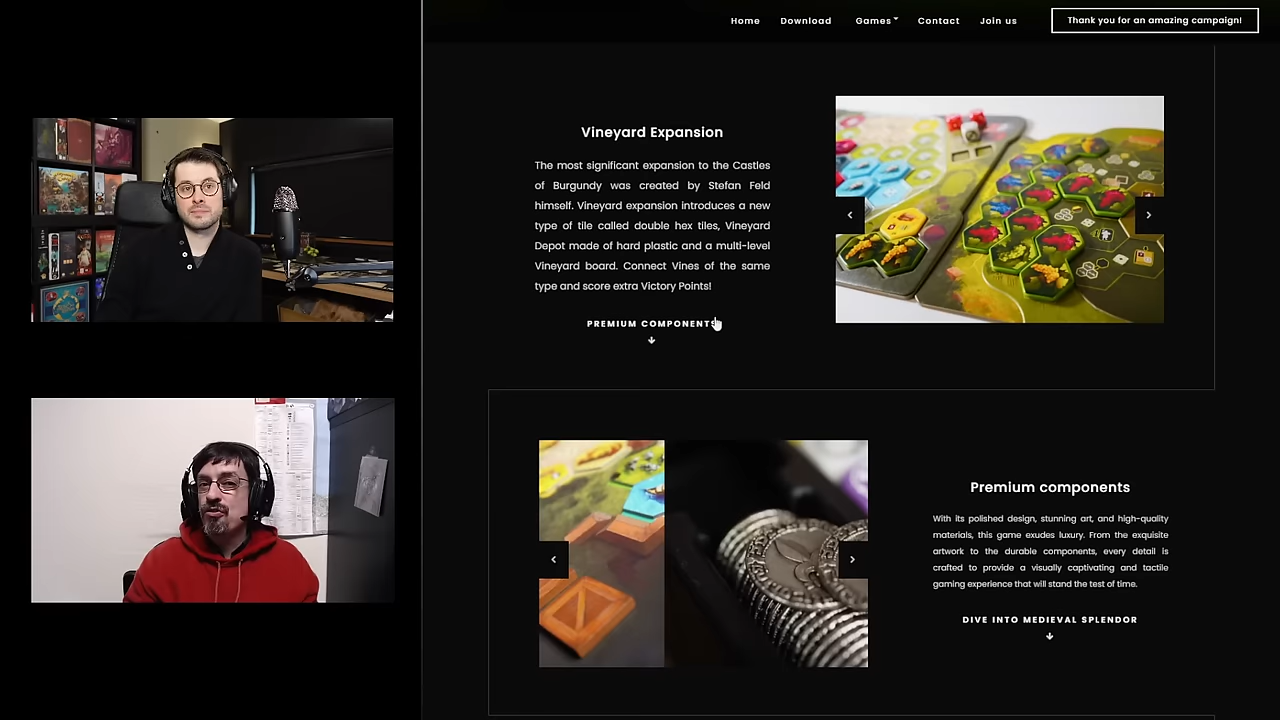 Home Download Games Contact Join us Thank you for an amazing campaign!
Vineyard Expansion
The most significant expansion to the Castles
of Burgundy was created by Stefan Feld
himself. Vineyard expansion introduces a new
type of tile called double hex tiles, Vineyard
Depot made of hard plastic and a multi-level
Vineyard board. Connect Vines of the same
type and score extra Victory Points!
PREMIUM COMPONENTS
Premium components
With its polished design, stunning art, and high-quality
materials, this game exudes luxury. From the exquisite
artwork to the durable components, every detail is
crafted to provide a visually captivating and tactile
gaming experience that will stand the test of time.
DIVE INTO MEDIEVAL SPLENDOR